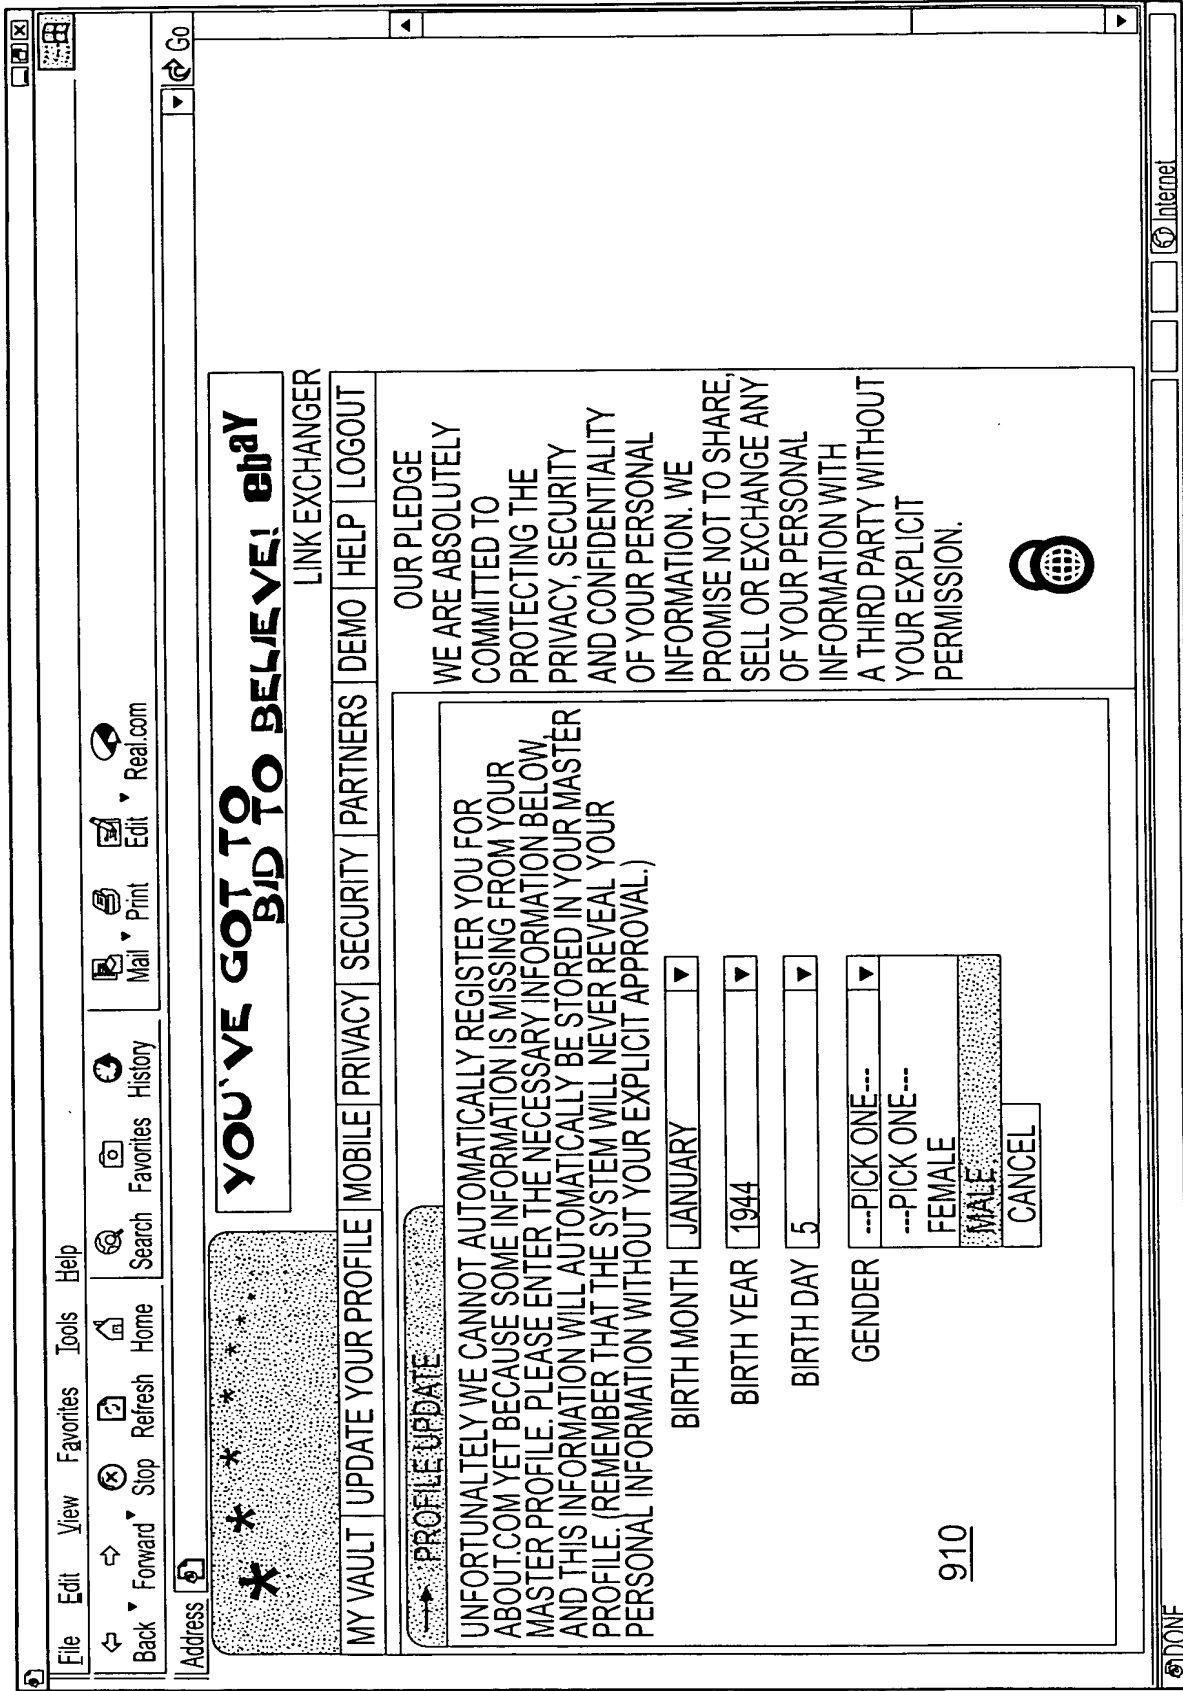 File Edit View Favorites Tools Help
Back Forward Stop Refresh Home Search Favorites History Mail Print Edit Real.com
Address Go
YOU'VE GOT TO
BID TO BELIEVE! ebaY
LINK EXCHANGER
MY VAULT UPDATE YOUR PROFILE MOBILE PRIVACY SECURITY PARTNERS DEMO HELP LOGOUT
PROFILE UPDATE
UNFORTUNALTELY WE CANNOT AUTOMATICALLY REGISTER YOU FOR
ABOUT.COM YET BECAUSE SOME INFORMATION IS MISSING FROM YOUR
MASTER PROFILE. PLEASE ENTER THE NECESSARY INFORMATION BELOW,
AND THIS INFORMATION WILL AUTOMATICALLY BE STORED IN YOUR MASTER
PROFILE. (REMEMBER THAT THE SYSTEM WILL NEVER REVEAL YOUR
PERSONAL INFORMATION WITHOUT YOUR EXPLICIT APPROVAL.)
BIRTH MONTH JANUARY
BIRTH YEAR 1944
BIRTH DAY 5
GENDER ---PICK ONE---
---PICK ONE---
FEMALE
MALE
CANCEL
910
OUR PLEDGE
WE ARE ABSOLUTELY
COMMITTED TO
PROTECTING THE
PRIVACY, SECURITY
AND CONFIDENTIALITY
OF YOUR PERSONAL
INFORMATION. WE
PROMISE NOT TO SHARE,
SELL OR EXCHANGE ANY
OF YOUR PERSONAL
INFORMATION WITH
A THIRD PARTY WITHOUT
YOUR EXPLICIT
PERMISSION.
DONE Internet